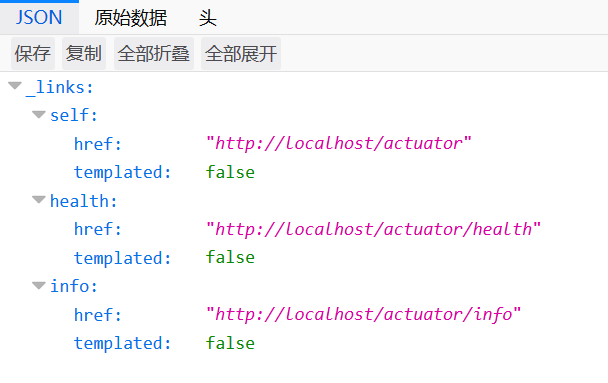 JSON 原始数据 头
保存 复制 全部折叠 全部展开
_links:
self:
href: "http://localhost/actuator"
templated: false
health:
href: "http://localhost/actuator/health"
templated: false
info:
href: "http://localhost/actuator/info"
templated: false